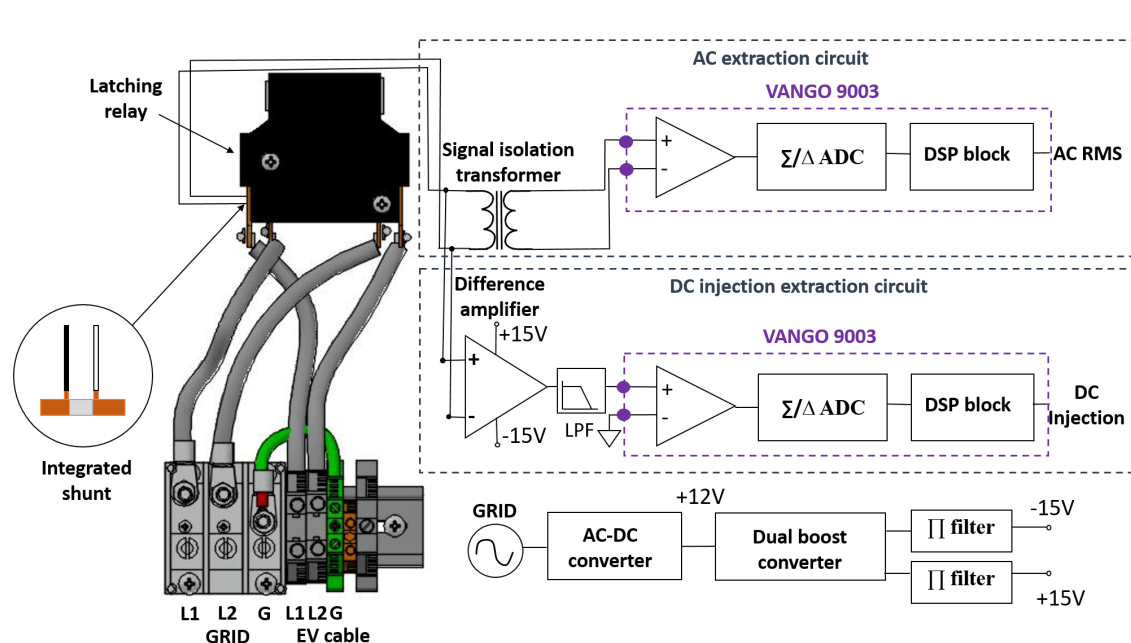 AC extraction circuit
Latching
relay
VANGO 9003
Signal isolation
transformer
+
-
Σ/Δ ADC
DSP block
AC RMS
DC injection extraction circuit
Difference
amplifier
+15V
+
-
-15V
LPF
VANGO 9003
+
-
Σ/Δ ADC
DSP block
DC
Injection
Integrated
shunt
L1 L2 G L1 L2 G
GRID EV cable
GRID
AC-DC
converter
+12V
Dual boost
converter
∏ filter
-15V
∏ filter
+15V